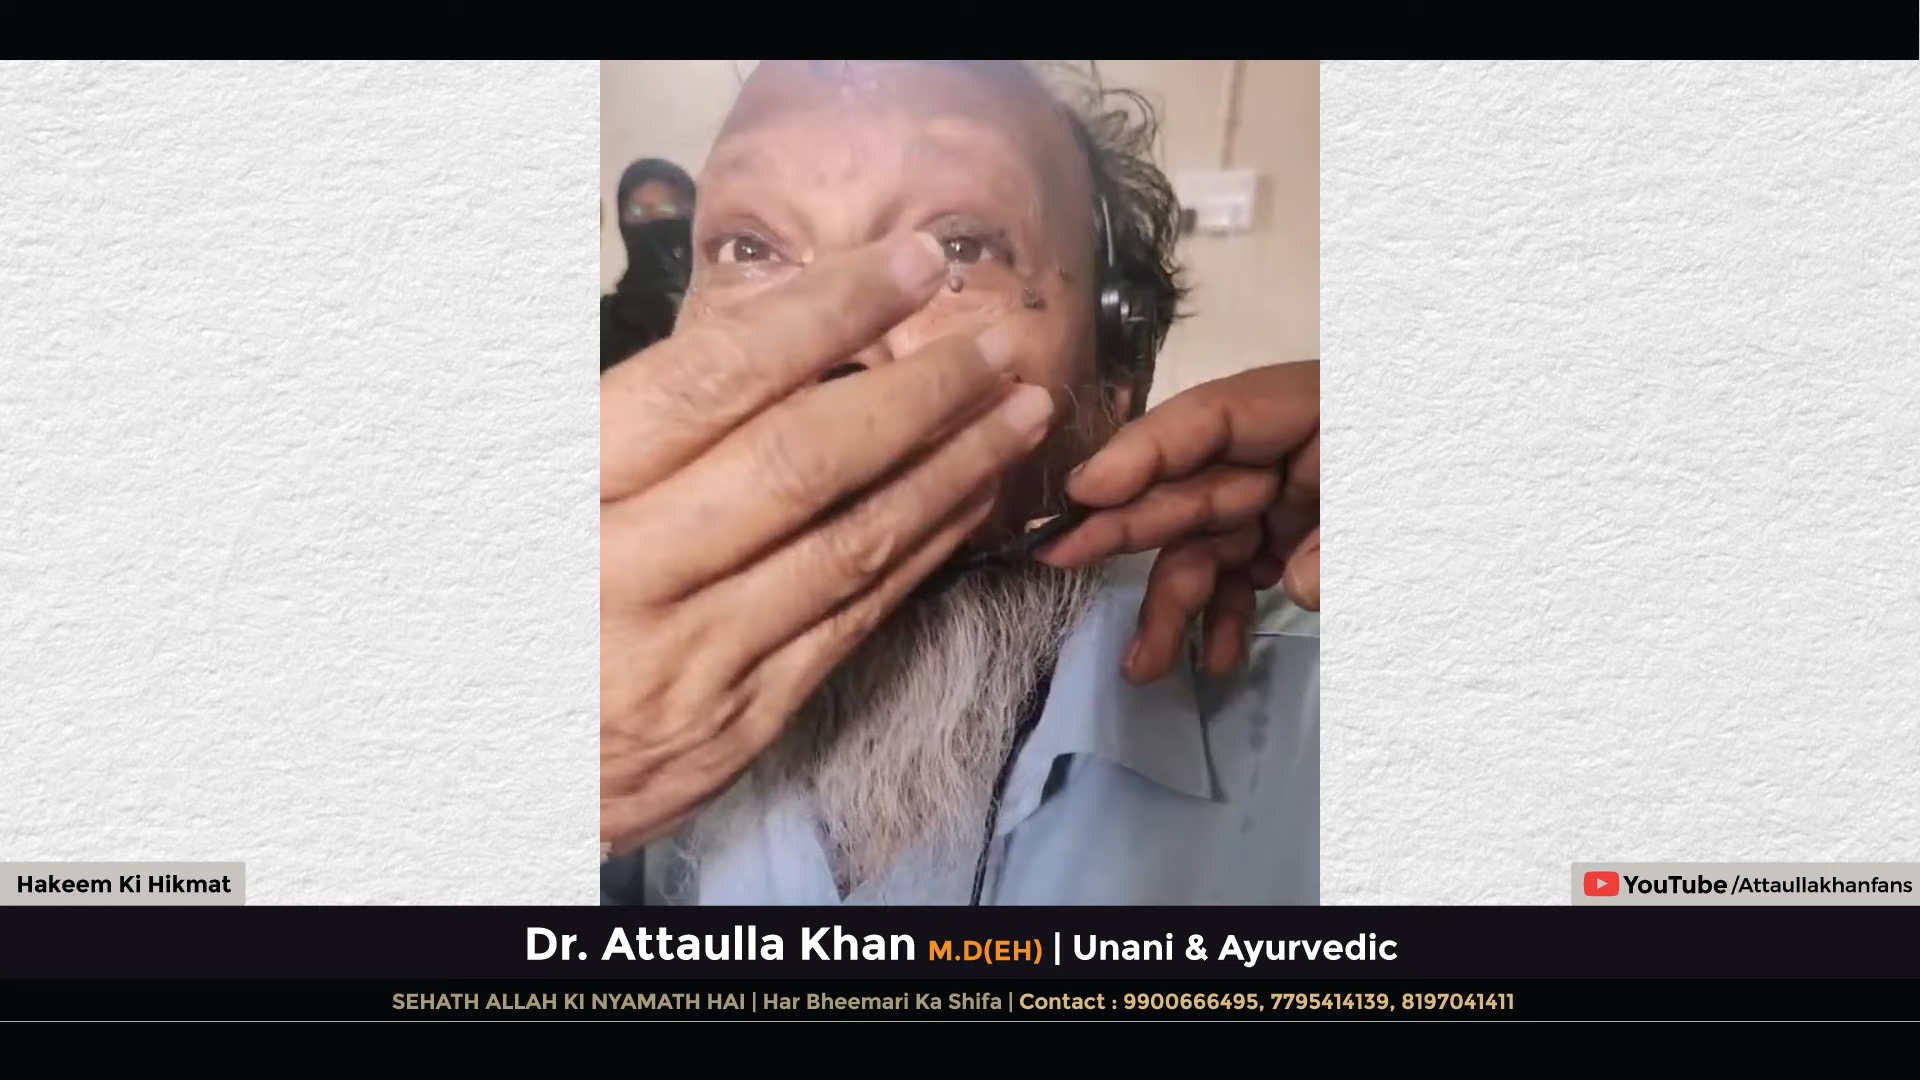 Hakeem Ki Hikmat
YouTube /Attaullakhanfans
Dr. Attaulla Khan M.D(EH) | Unani & Ayurvedic
SEHATH ALLAH KI NYAMATH HAI | Har Bheemari Ka Shifa | Contact : 9900666495, 7795414139, 8197041411